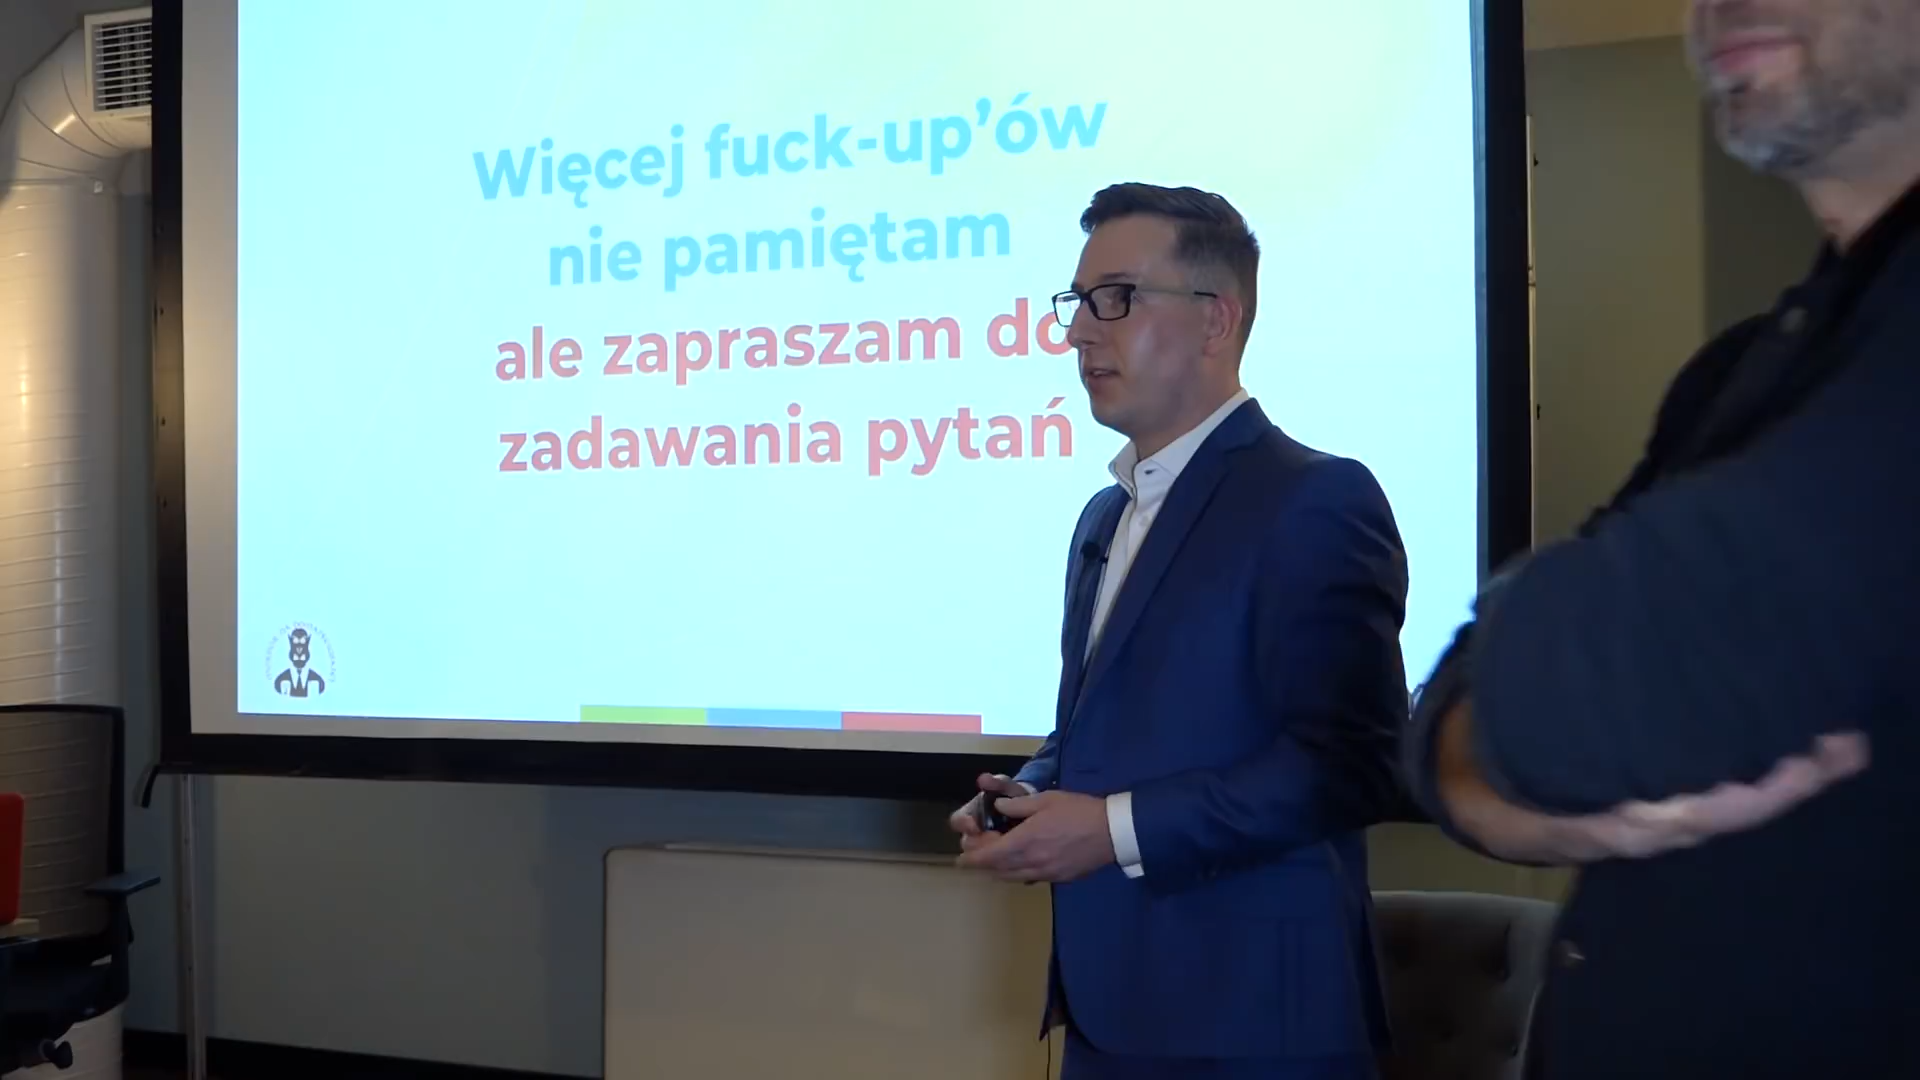 Więcej fuck-up’ów
nie pamiętam
ale zapraszam do
zadawania pytań